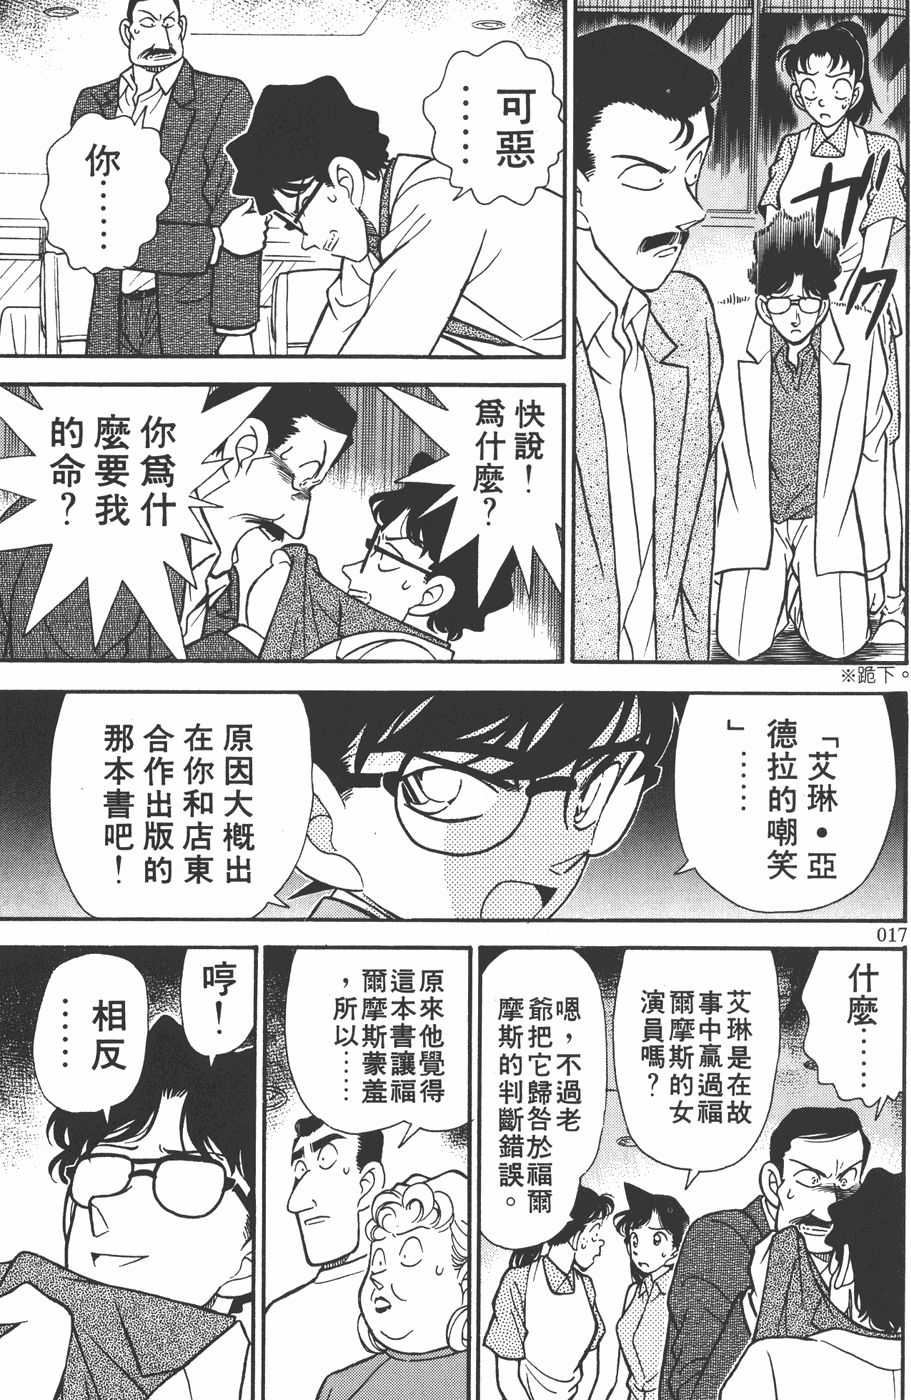 ガ
クッ
※跪下。
可惡
……
你……
快說！
爲什麼？
你爲什
麼要我
的命？
「艾琳•亞
德拉的嘲笑
」……
原因大概出
在你和店東
合作出版的
那本書吧！
017
什麼……
艾琳是在故
事中贏過福
爾摩斯的女
演員嗎？
嗯，不過老
爺把它歸咎於福爾
摩斯的判斷錯誤。
原來他覺得
這本書讓福
爾摩斯蒙羞
，所以……
哼！
相反
……